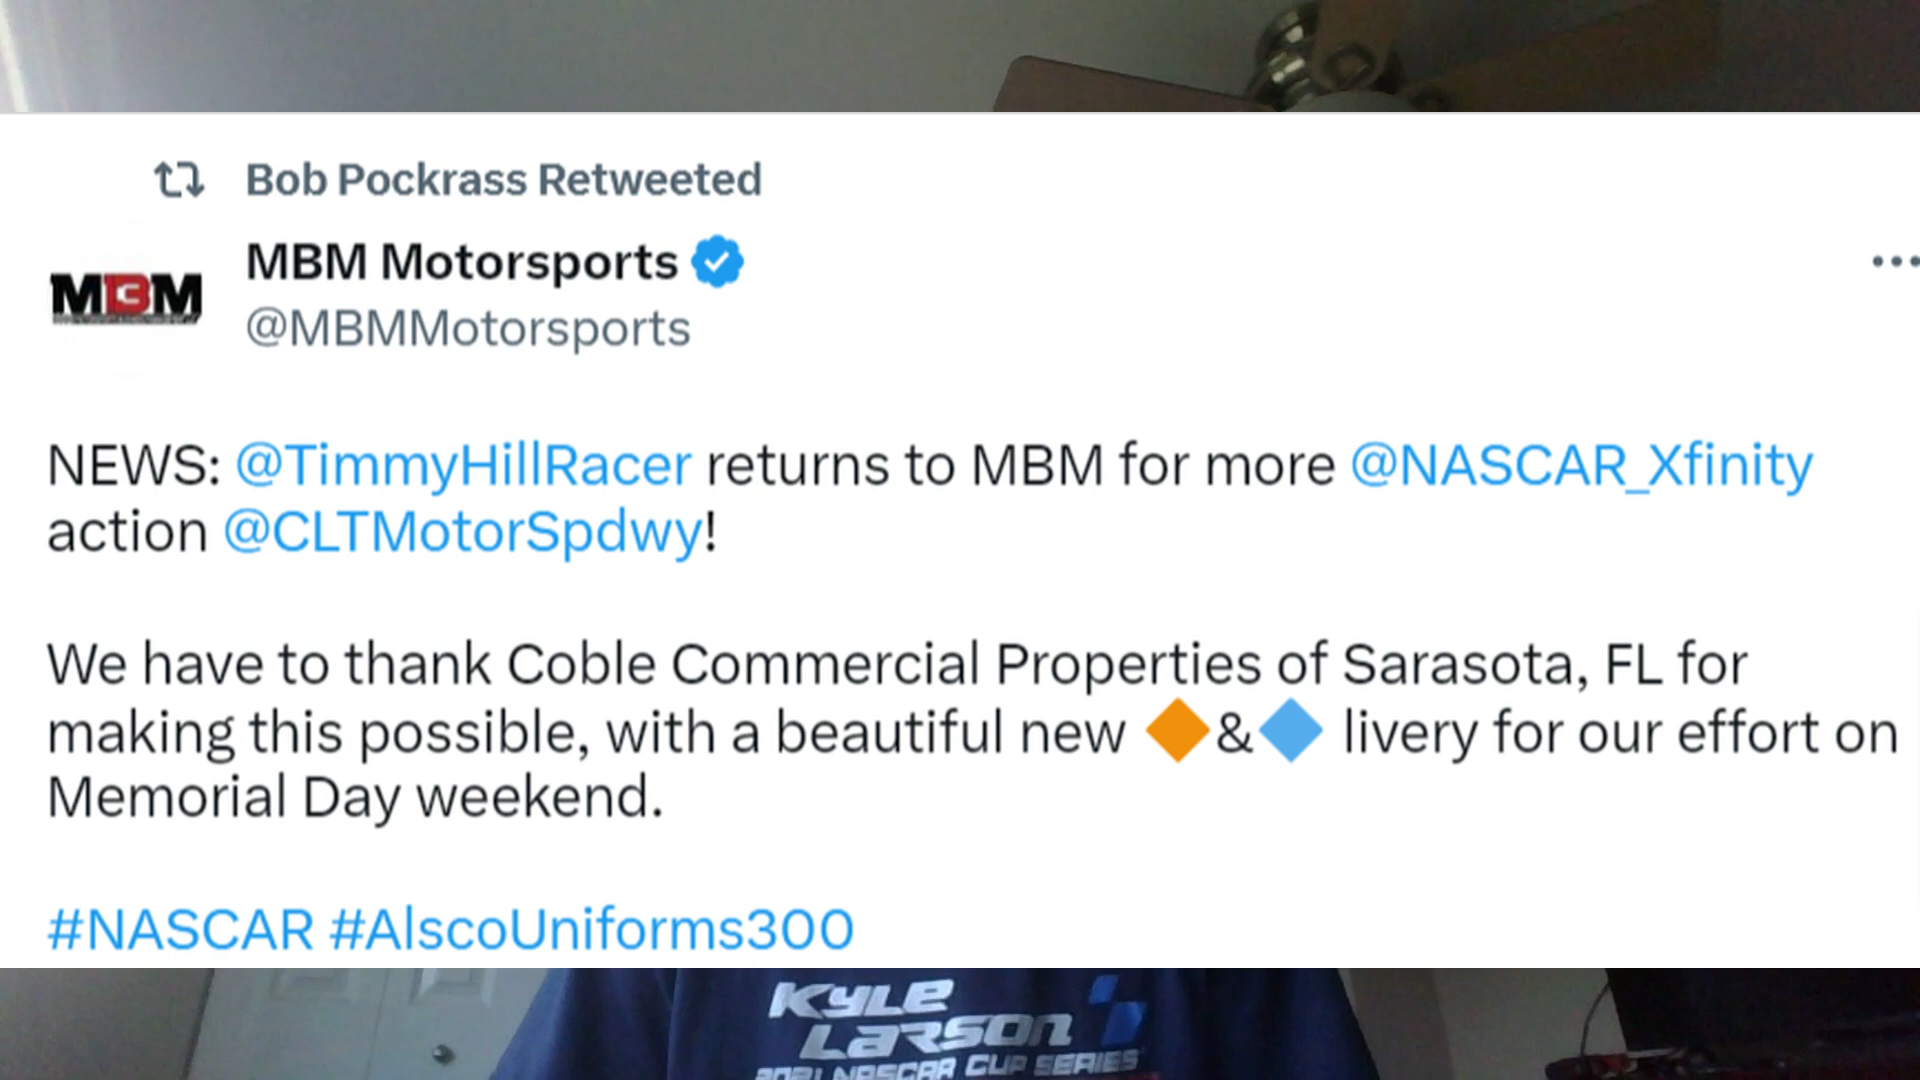 Bob Pockrass Retweeted
MBM Motorsports
MBM
@MBMMotorsports
NEWS: @TimmyHillRacer returns to MBM for more @NASCAR_Xfinity
action @CLTMotorSpdwy!
We have to thank Coble Commercial Properties of Sarasota, FL for
making this possible, with a beautiful new 🔶&🔷 livery for our effort on
Memorial Day weekend.
#NASCAR #AlscoUniforms300
KYLE
LARSON
2021 NASCAR CUP SERIES